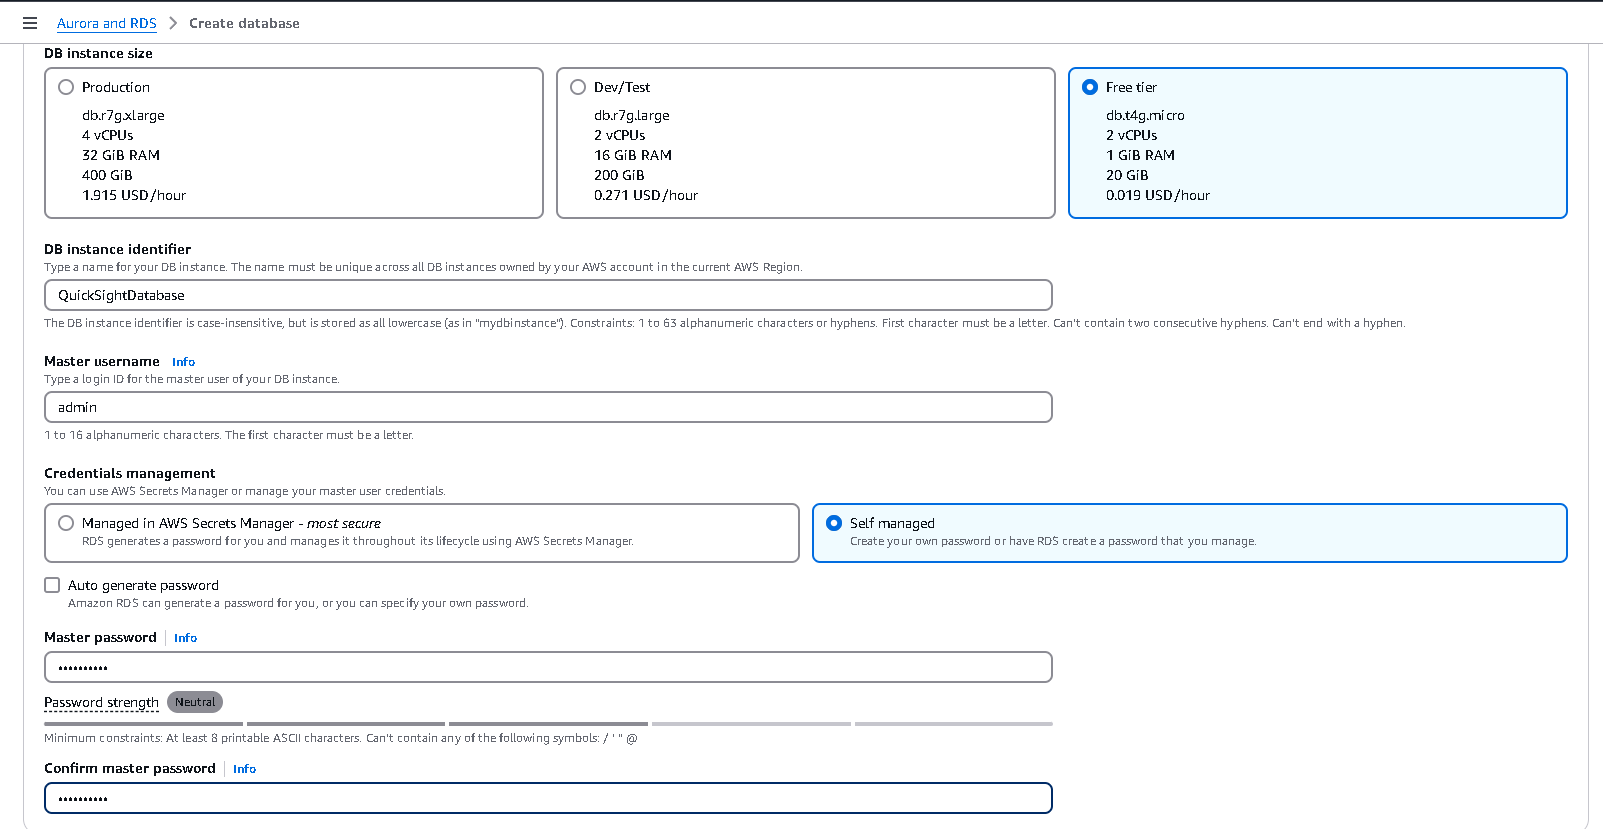 Aurora and RDS > Create database
DB instance size
Production
db.r7g.xlarge
4 vCPUs
32 GiB RAM
400 GiB
1.915 USD/hour
Dev/Test
db.r7g.large
2 vCPUs
16 GiB RAM
200 GiB
0.271 USD/hour
Free tier
db.t4g.micro
2 vCPUs
1 GiB RAM
20 GiB
0.019 USD/hour
DB instance identifier
Type a name for your DB instance. The name must be unique across all DB instances owned by your AWS account in the current AWS Region.
QuickSightDatabase
The DB instance identifier is case-insensitive, but is stored as all lowercase (as in "mydbinstance"). Constraints: 1 to 63 alphanumeric characters or hyphens. First character must be a letter. Can't contain two consecutive hyphens. Can't end with a hyphen.
Master username Info
Type a login ID for the master user of your DB instance.
admin
1 to 16 alphanumeric characters. The first character must be a letter.
Credentials management
You can use AWS Secrets Manager or manage your master user credentials.
Managed in AWS Secrets Manager - most secure
RDS generates a password for you and manages it throughout its lifecycle using AWS Secrets Manager.
Self managed
Create your own password or have RDS create a password that you manage.
Auto generate password
Amazon RDS can generate a password for you, or you can specify your own password.
Master password Info
••••••••••
Password strength Neutral
Minimum constraints: At least 8 printable ASCII characters. Can't contain any of the following symbols: / ' " @
Confirm master password Info
••••••••••